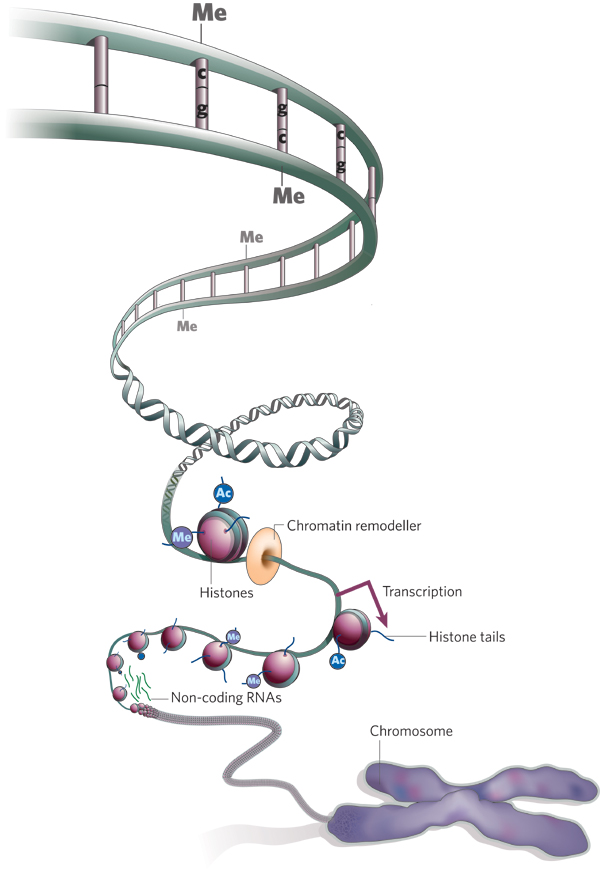 Me
c
g
g
c
c
g
Me
Me
Me
Ac
Me
Chromatin remodeller
Histones
Transcription
Histone tails
Me
Ac
Me
Non-coding RNAs
Chromosome